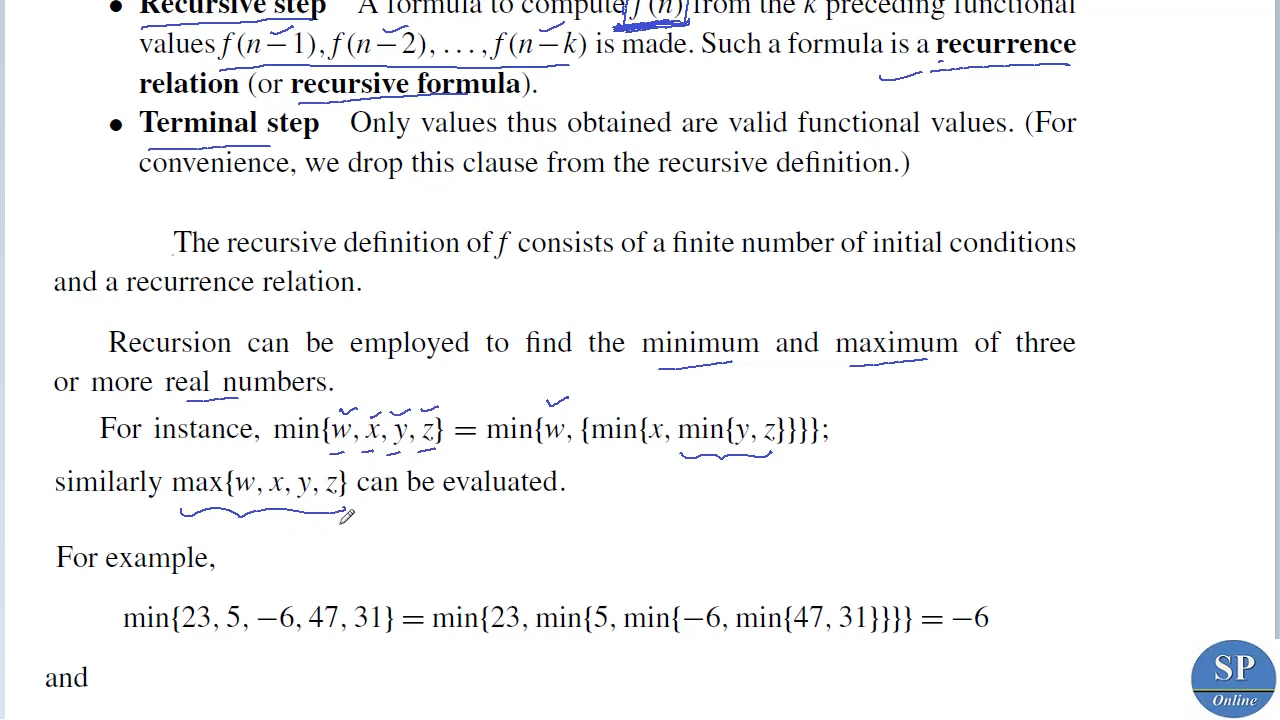 • Recursive step A formula to compute f(n) from the k preceding functional
values f(n−1), f(n−2), ..., f(n−k) is made. Such a formula is a recurrence
relation (or recursive formula).
• Terminal step Only values thus obtained are valid functional values. (For
convenience, we drop this clause from the recursive definition.)
The recursive definition of f consists of a finite number of initial conditions
and a recurrence relation.
Recursion can be employed to find the minimum and maximum of three
or more real numbers.
For instance, min{w, x, y, z} = min{w, {min{x, min{y, z}}}};
similarly max{w, x, y, z} can be evaluated.
For example,
min{23, 5, −6, 47, 31} = min{23, min{5, min{−6, min{47, 31}}}} = −6
and
SP
Online